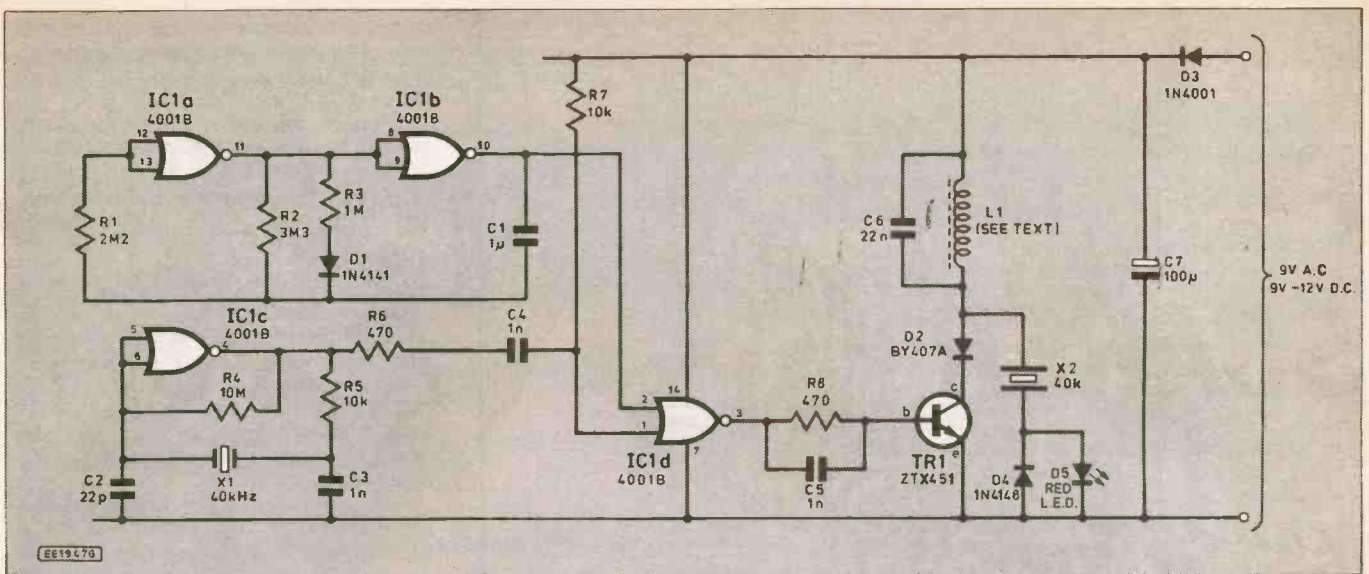 IC1a
4001B
12
13
11
IC1b
4001B
8
9
10
R1
2M2
R2
3M3
R3
1M
D1
1N4141
C1
1µ
IC1c
4001B
5
6
4
R4
10M
R5
10k
R6
470
C4
1n
C2
22p
X1
40kHz
C3
1n
R7
10k
14
2
1
3
7
IC1d
4001B
R8
470
C5
1n
b
c
e
TR1
ZTX451
C6
22n
L1
(SEE TEXT)
D2
BY407A
X2
40k
D4
1N4148
D5
RED
L.E.D.
C7
100µ
D3
1N4001
9V A.C
9V -12V D.C.
EE1947G